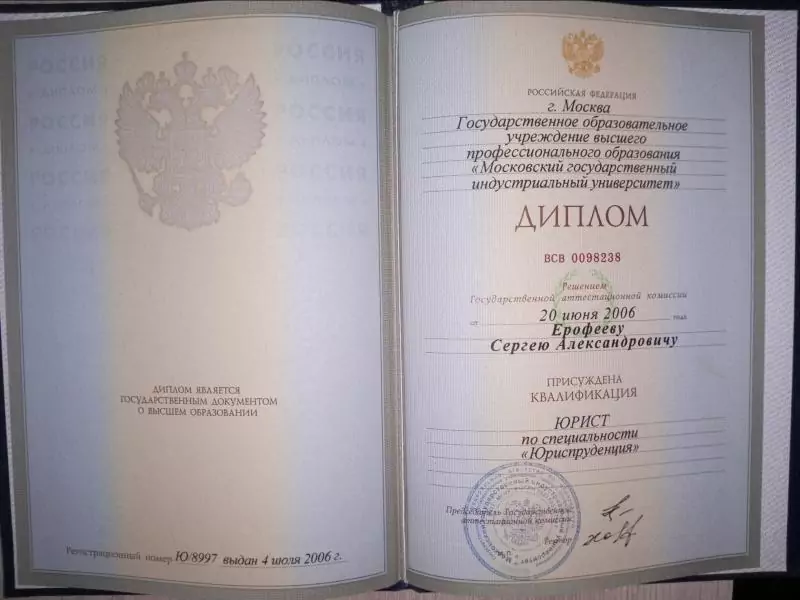 ДИПЛОМ ЯВЛЯЕТСЯ
ГОСУДАРСТВЕННЫМ ДОКУМЕНТОМ
О ВЫСШЕМ ОБРАЗОВАНИИ
Регистрационный номер Ю/8997 выдан 4 июля 2006 г.
РОССИЙСКАЯ ФЕДЕРАЦИЯ
г. Москва
Государственное образовательное
учреждение высшего
профессионального образования
«Московский государственный
индустриальный университет»
ДИПЛОМ
ВСВ 0098238
Решением
Государственной аттестационной комиссии
от 20 июня 2006 года
Ерофееву
Сергею Александровичу
ПРИСУЖДЕНА
КВАЛИФИКАЦИЯ
ЮРИСТ
по специальности
«Юриспруденция»
Председатель Государственной
аттестационной комиссии
Ректор